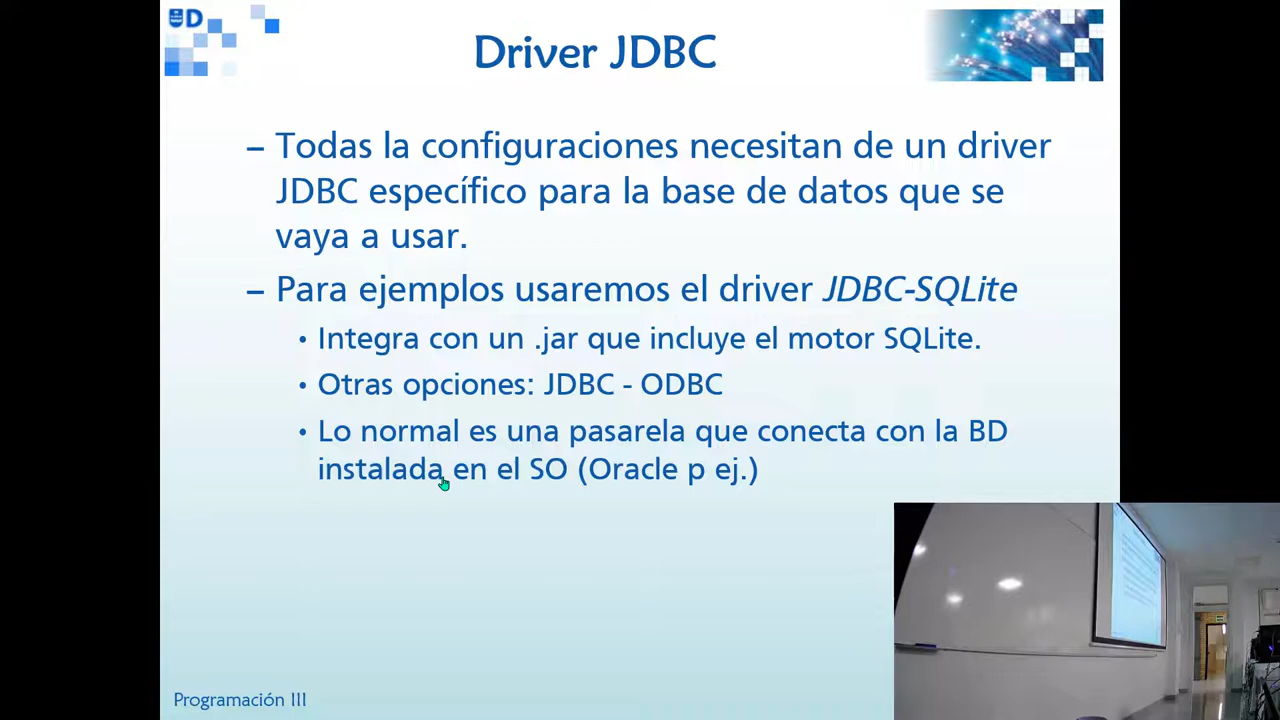 UD
Driver JDBC
– Todas la configuraciones necesitan de un driver
JDBC específico para la base de datos que se
vaya a usar.
– Para ejemplos usaremos el driver JDBC-SQLite
• Integra con un .jar que incluye el motor SQLite.
• Otras opciones: JDBC - ODBC
• Lo normal es una pasarela que conecta con la BD
instalada en el SO (Oracle p ej.)
Programación III